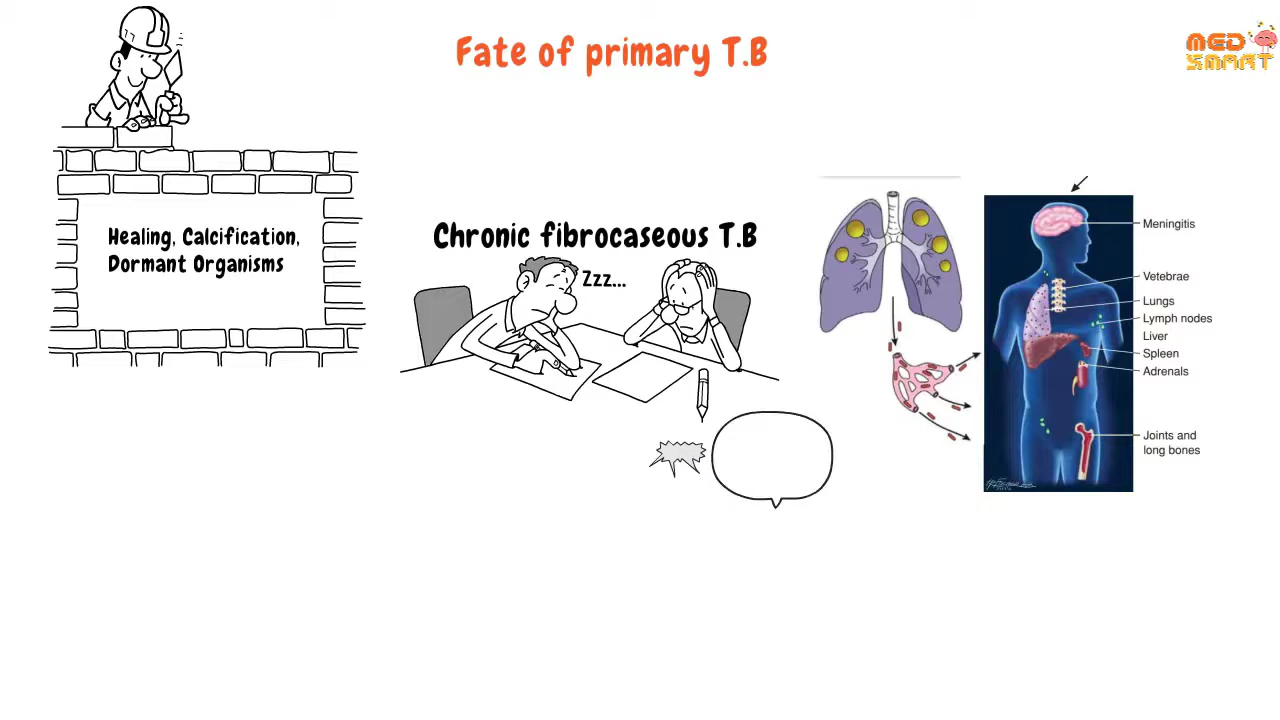 Fate of primary T.B
MED
SMART
Healing, Calcification,
Dormant Organisms
Chronic fibrocaseous T.B
Zzz...
Meningitis
Vetebrae
Lungs
Lymph nodes
Liver
Spleen
Adrenals
Joints and
long bones